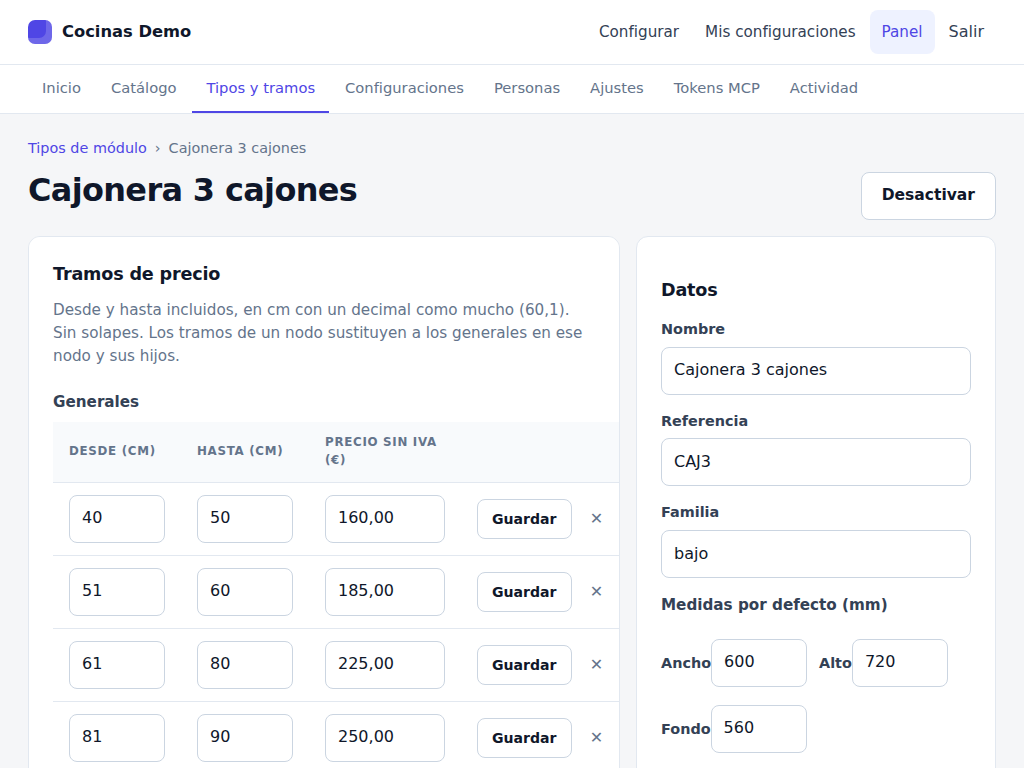 Cocinas Demo
Configurar
Mis configuraciones
Panel
Salir
Inicio
Catálogo
Tipos y tramos
Configuraciones
Personas
Ajustes
Tokens MCP
Actividad
Tipos de módulo › Cajonera 3 cajones
Cajonera 3 cajones
Desactivar
Tramos de precio
Desde y hasta incluidos, en cm con un decimal como mucho (60,1).
Sin solapes. Los tramos de un nodo sustituyen a los generales en ese
nodo y sus hijos.
Generales
DESDE (CM)
HASTA (CM)
PRECIO SIN IVA
(€)
40 50 160,00 Guardar ×
51 60 185,00 Guardar ×
61 80 225,00 Guardar ×
81 90 250,00 Guardar ×
Datos
Nombre
Cajonera 3 cajones
Referencia
CAJ3
Familia
bajo
Medidas por defecto (mm)
Ancho 600 Alto 720
Fondo 560